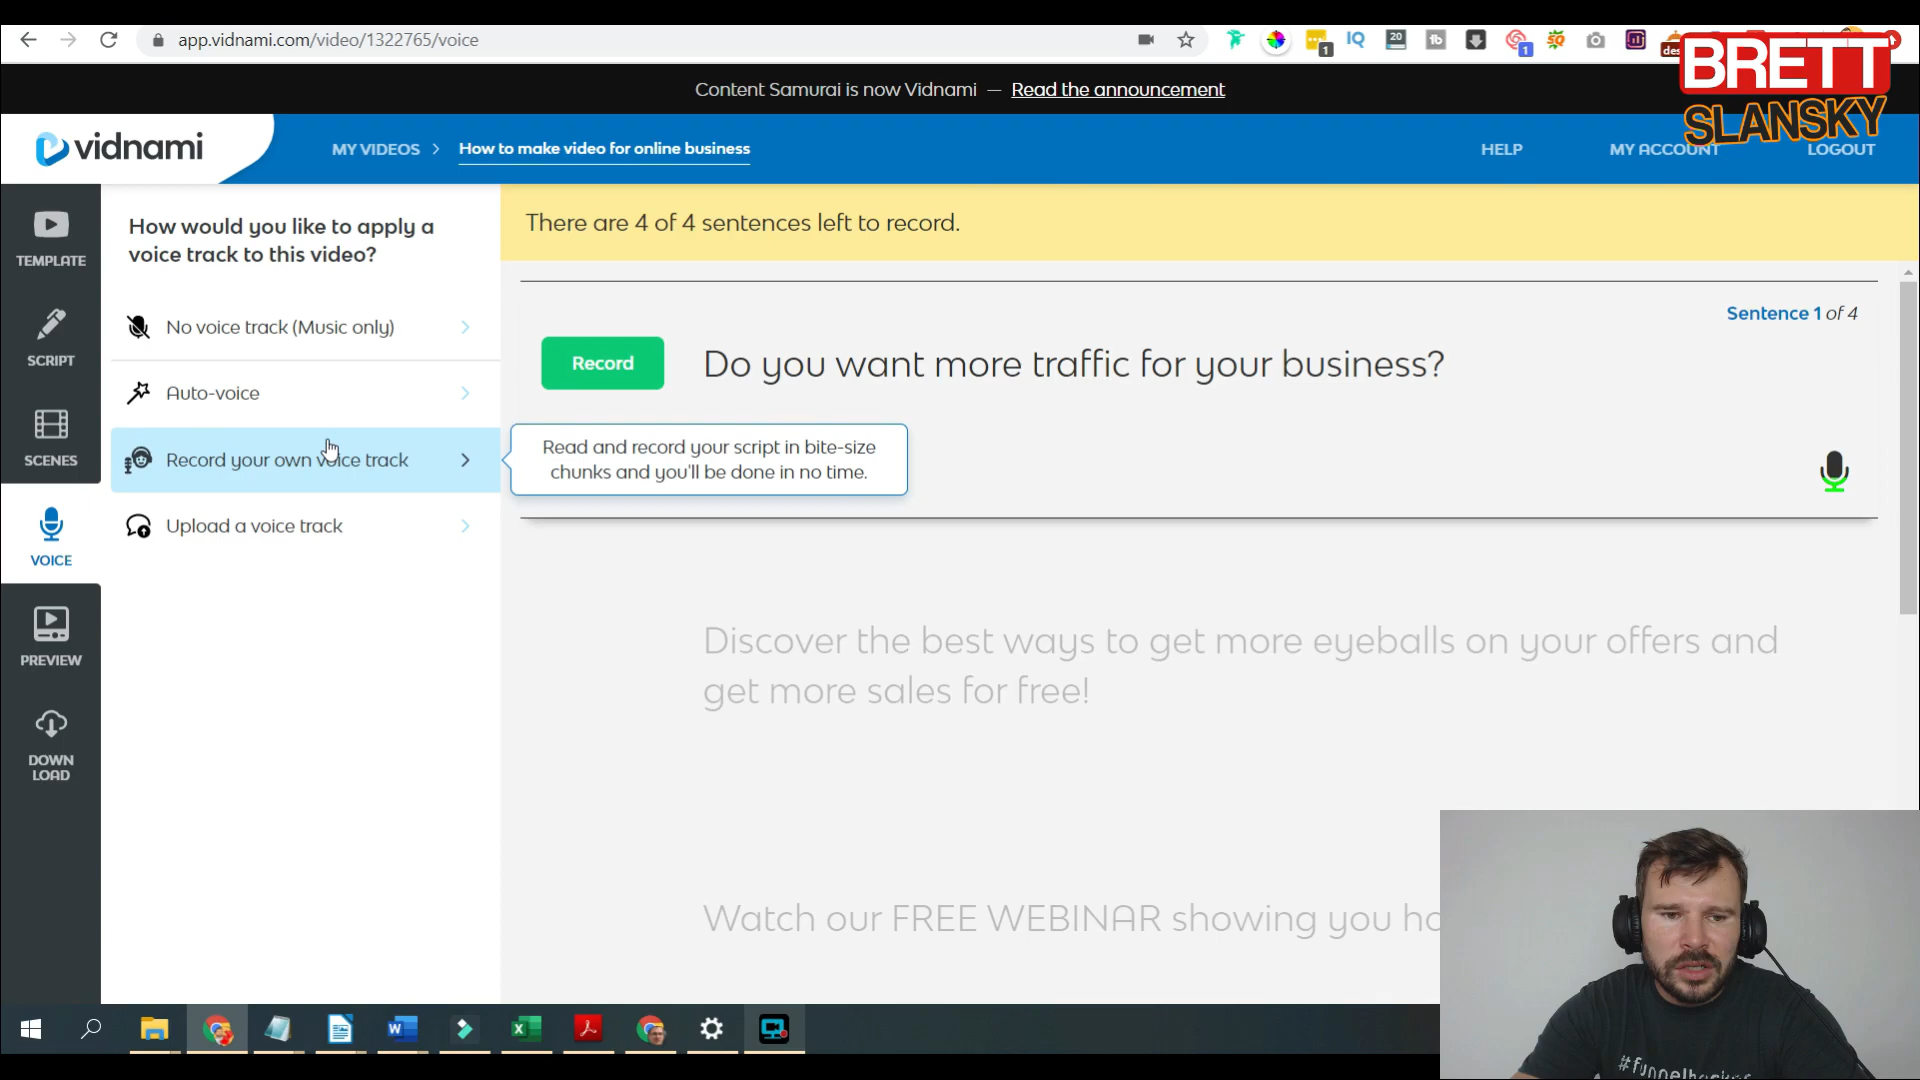 app.vidnami.com/video/1322765/voice
BRETT
SLANSKY
Content Samurai is now Vidnami — Read the announcement
vidnami
MY VIDEOS > How to make video for online business
HELP
MY ACCOUNT
LOGOUT
TEMPLATE
SCRIPT
SCENES
VOICE
PREVIEW
DOWN
LOAD
How would you like to apply a
voice track to this video?
No voice track (Music only)
Auto-voice
Record your own voice track
Upload a voice track
There are 4 of 4 sentences left to record.
Sentence 1 of 4
Record
Do you want more traffic for your business?
Read and record your script in bite-size
chunks and you'll be done in no time.
Discover the best ways to get more eyeballs on your offers and
get more sales for free!
Watch our FREE WEBINAR showing you